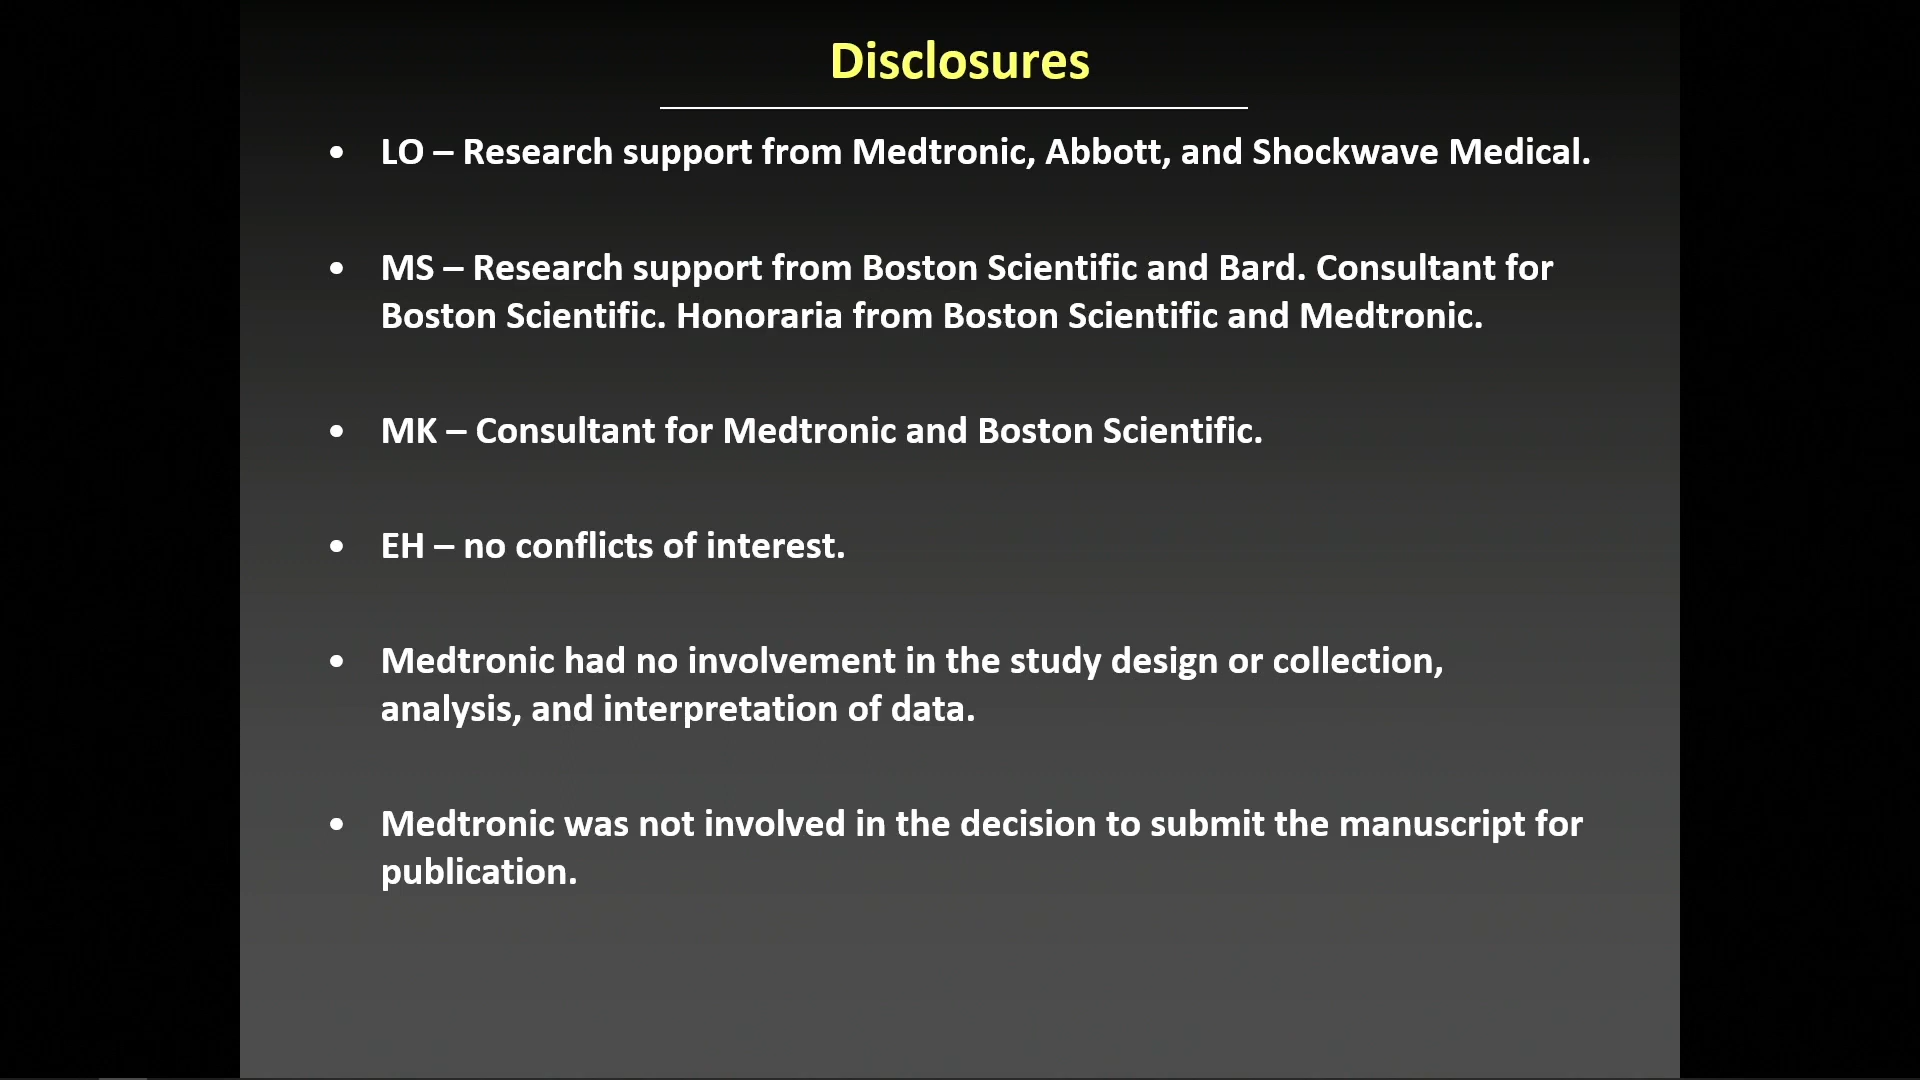 Disclosures
• LO – Research support from Medtronic, Abbott, and Shockwave Medical.
• MS – Research support from Boston Scientific and Bard. Consultant for
Boston Scientific. Honoraria from Boston Scientific and Medtronic.
• MK – Consultant for Medtronic and Boston Scientific.
• EH – no conflicts of interest.
• Medtronic had no involvement in the study design or collection,
analysis, and interpretation of data.
• Medtronic was not involved in the decision to submit the manuscript for
publication.